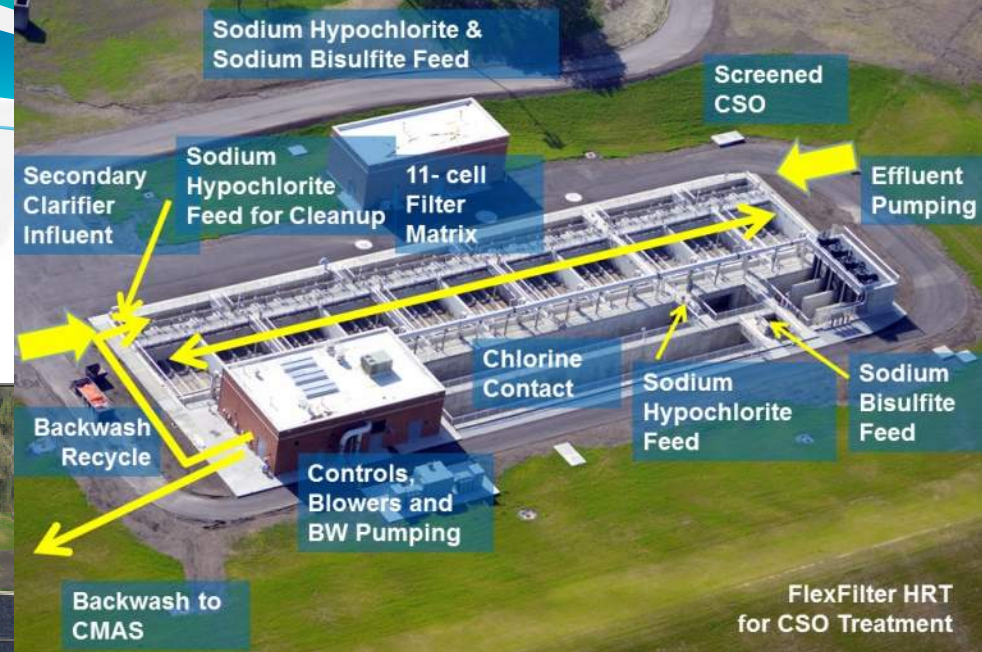 Sodium Hypochlorite &
Sodium Bisulfite Feed
Screened
CSO
Secondary
Clarifier
Influent
Sodium
Hypochlorite
Feed for Cleanup
11- cell
Filter
Matrix
Effluent
Pumping
Chlorine
Contact
Sodium
Hypochlorite
Feed
Sodium
Bisulfite
Feed
Backwash
Recycle
Controls,
Blowers and
BW Pumping
Backwash to
CMAS
FlexFilter HRT
for CSO Treatment